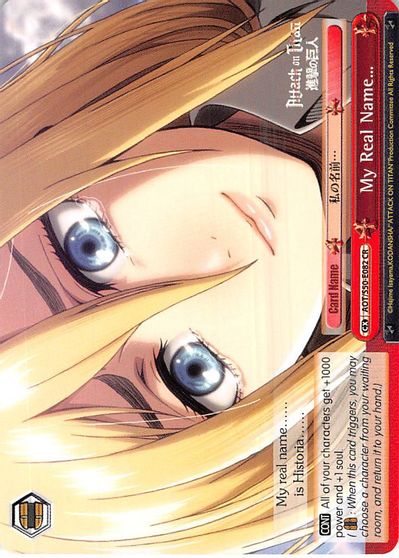 Attack on Titan
進撃の巨人
My real name……
is Historia……
CONT All of your characters get +1000
power and +1 soul.
( : When this card triggers, you may
choose a character from your waiting
room, and return it to your hand.)
Card Name
私の名前…
My Real Name...
CX AOT/S50-E082 CR
©Hajime Isayama,KODANSHA/"ATTACK ON TITAN"Production Committee All Rights Reserved